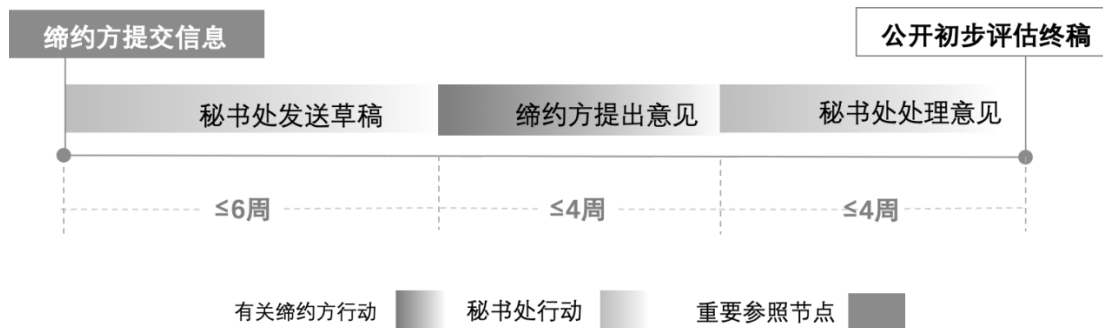 缔约方提交信息
公开初步评估终稿
秘书处发送草稿
缔约方提出意见
秘书处处理意见
≤6周
≤4周
≤4周
有关缔约方行动
秘书处行动
重要参照节点